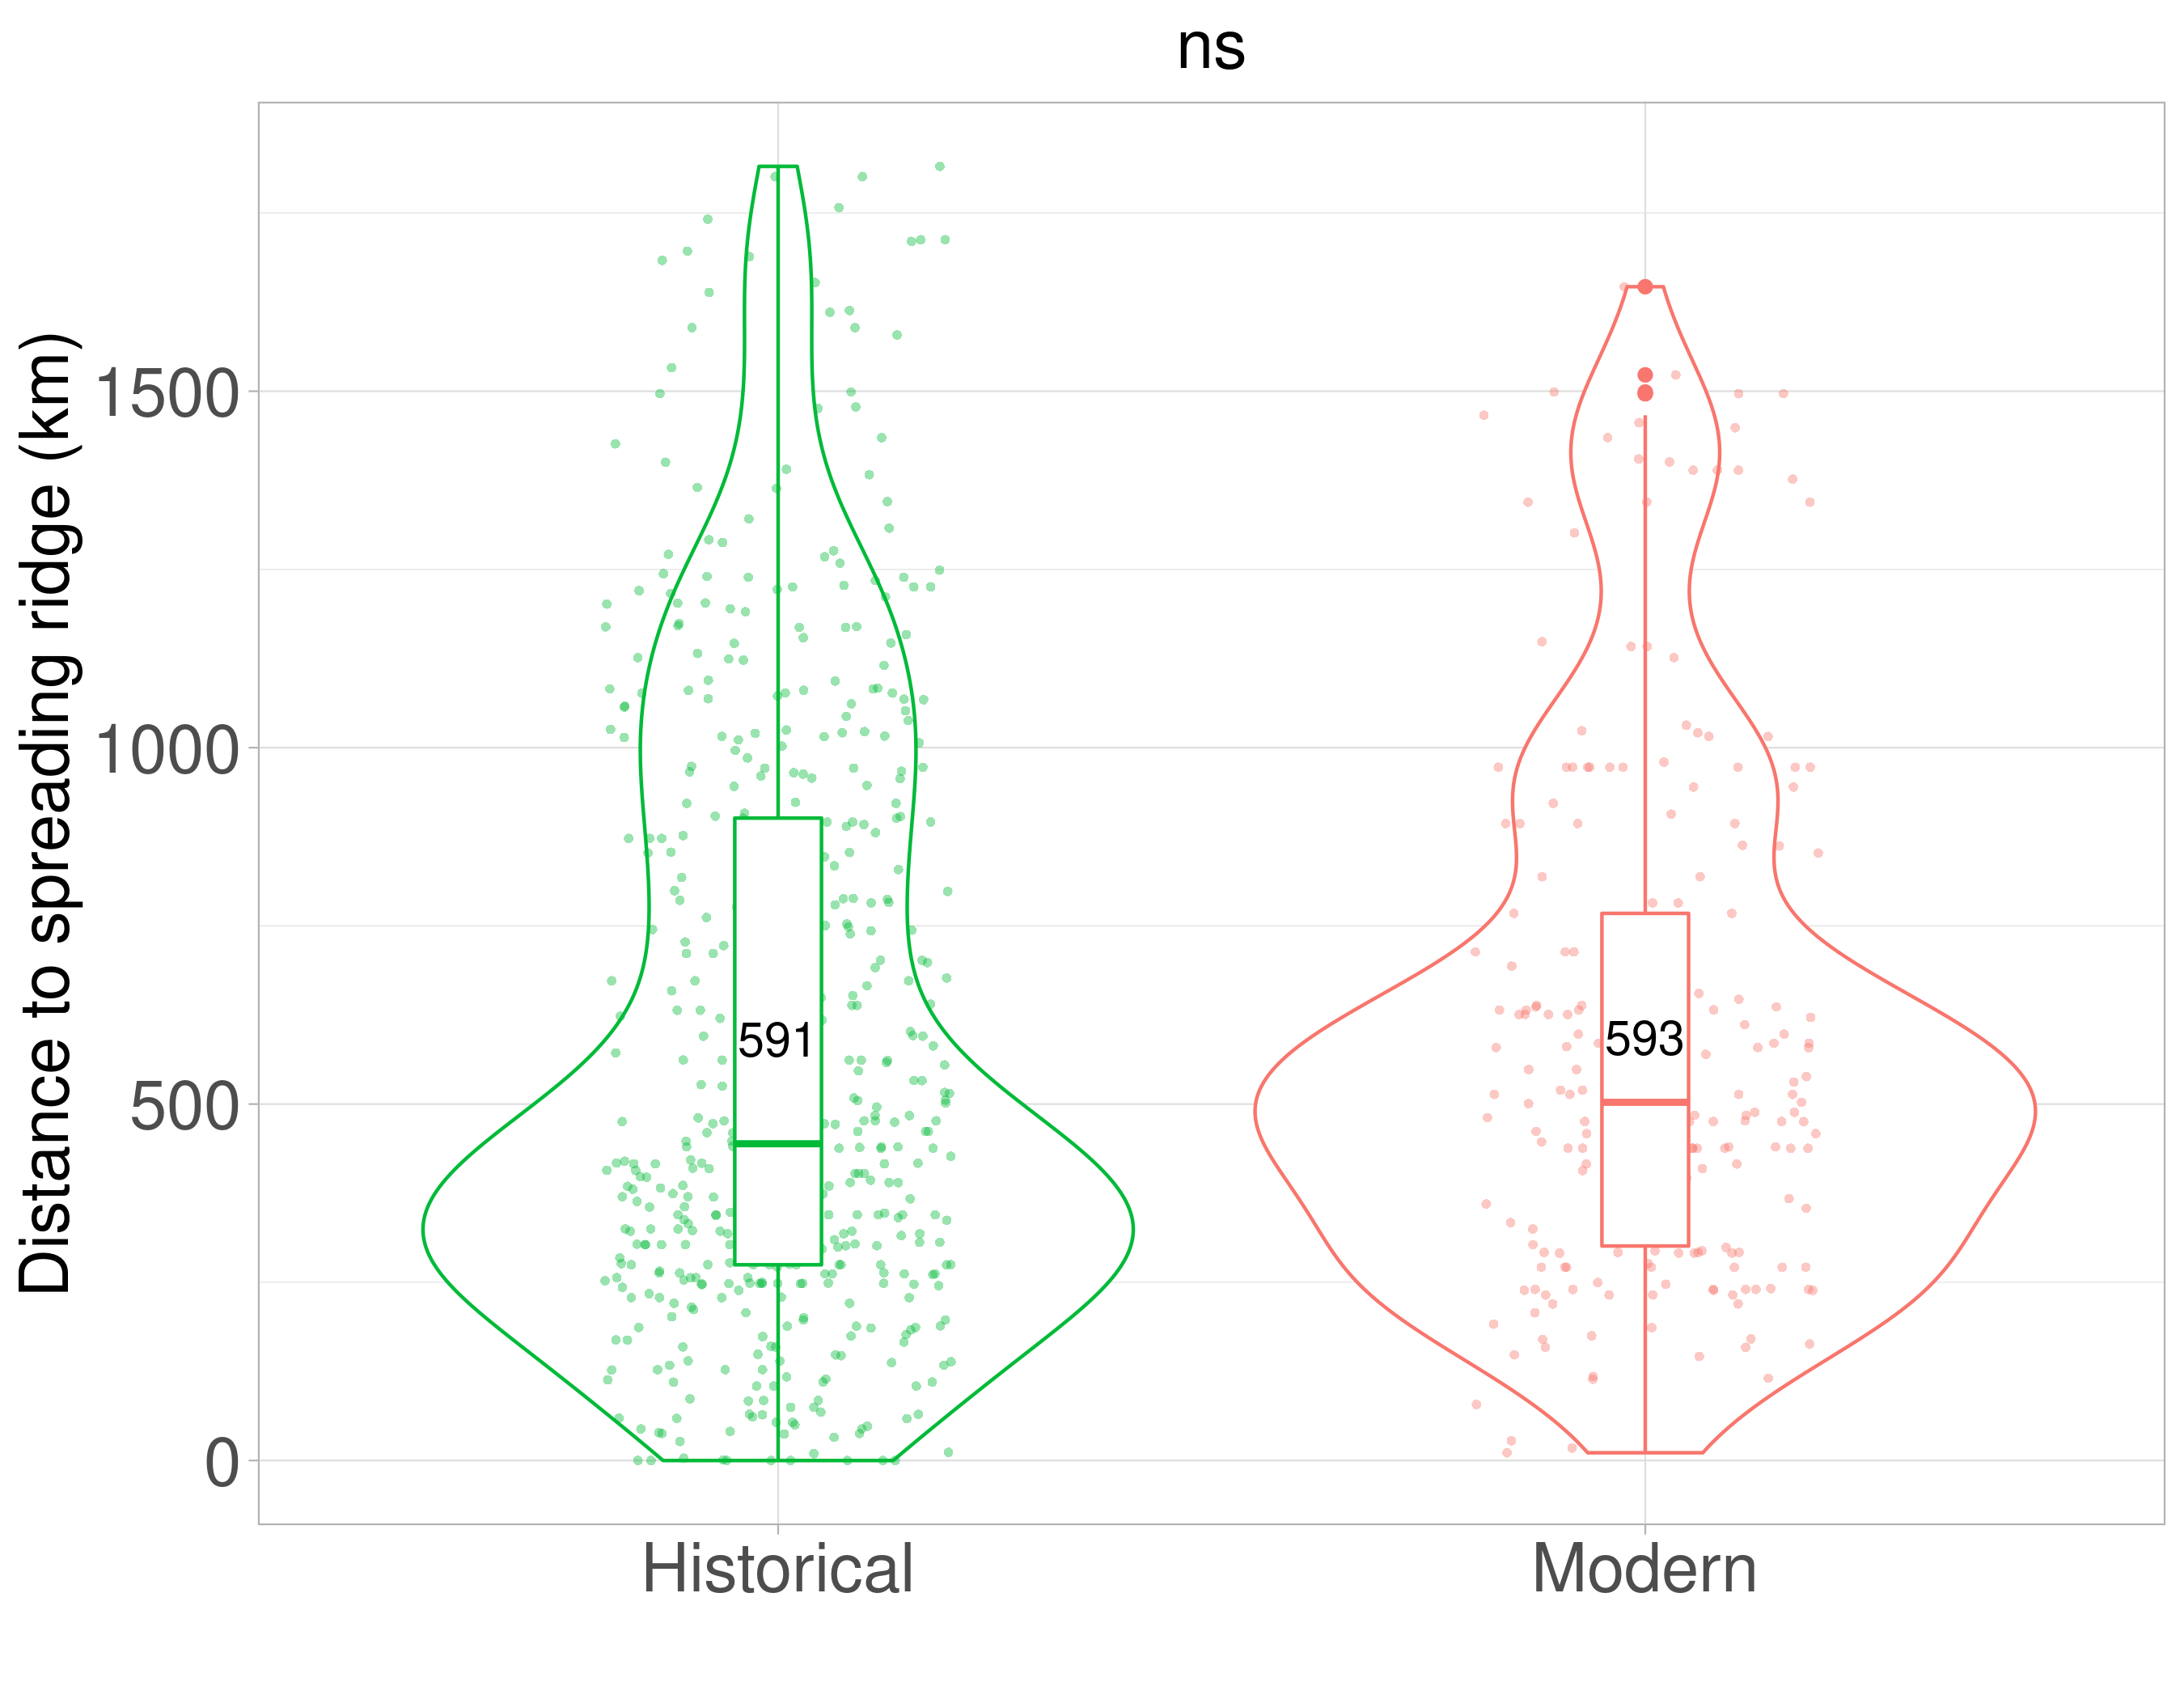 ns
Distance to spreading ridge (km)
1500
1000
500
0
591
593
Historical
Modern